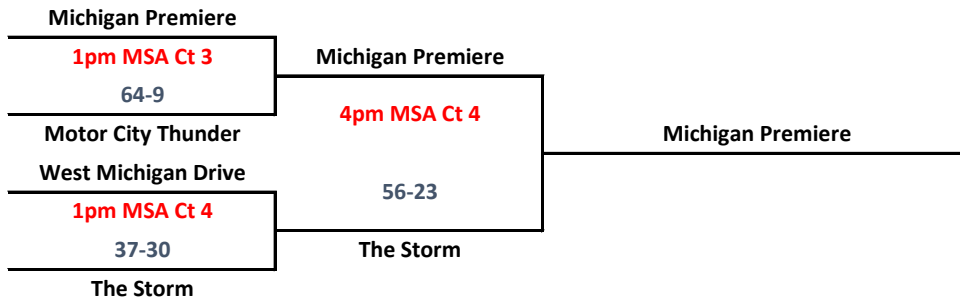 Michigan Premiere
1pm MSA Ct 3
64-9
Motor City Thunder
West Michigan Drive
1pm MSA Ct 4
37-30
The Storm
Michigan Premiere
4pm MSA Ct 4
56-23
The Storm
Michigan Premiere